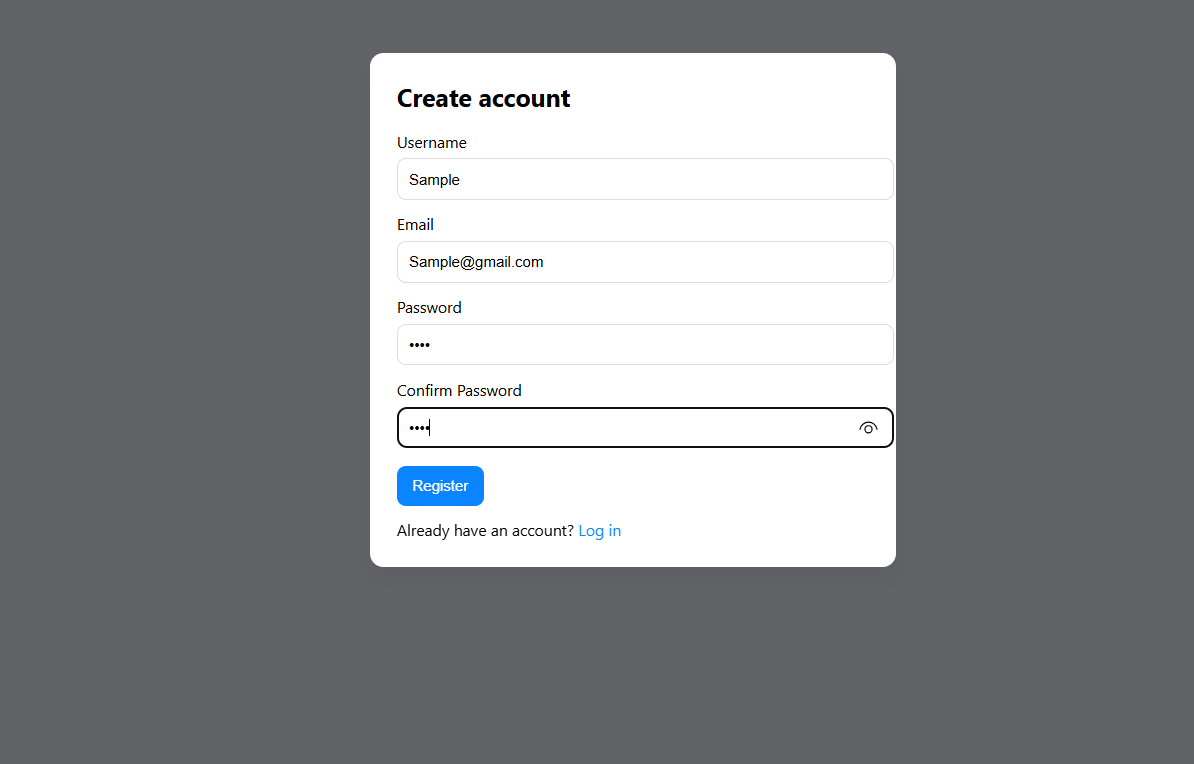 Create account
Username
Sample
Email
Sample@gmail.com
Password
••••
Confirm Password
••••
Register
Already have an account? Log in